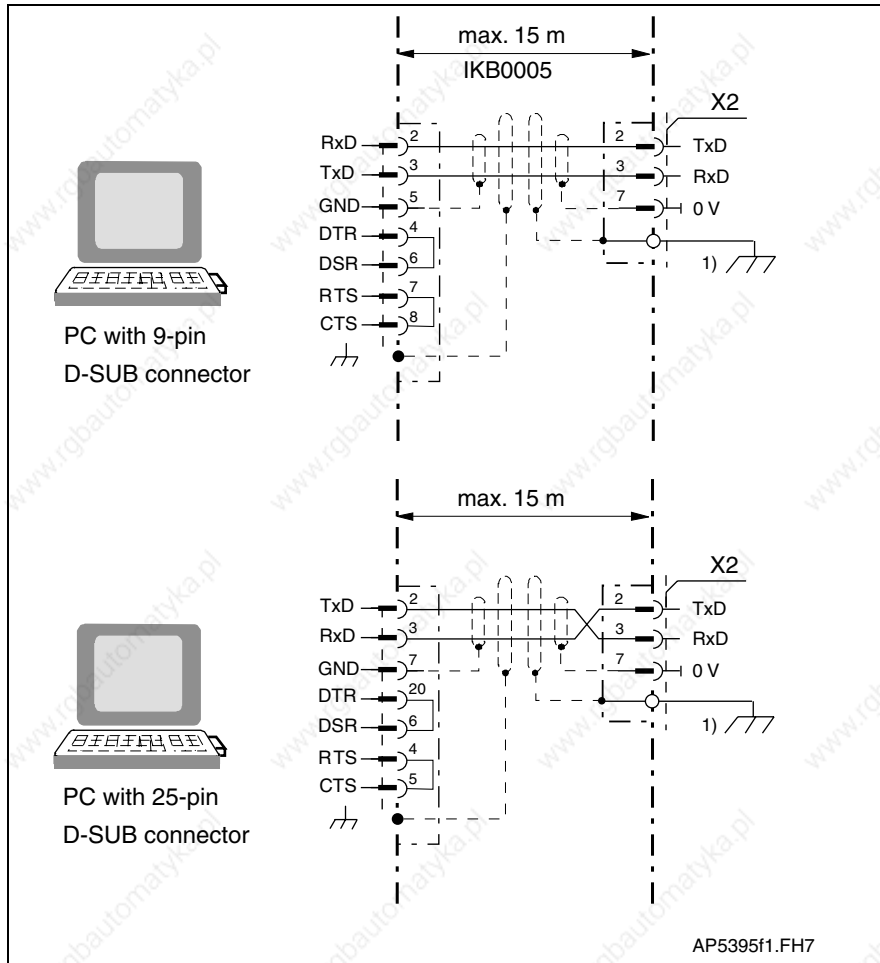 max. 15 m
IKB0005
X2
RxD 2 2 TxD
TxD 3 3 RxD
GND 5 7 0 V
DTR 4
DSR 6 1)
RTS 7
CTS 8
PC with 9-pin
D-SUB connector
max. 15 m
X2
TxD 2 2 TxD
RxD 3 3 RxD
GND 7 7 0 V
DTR 20
DSR 6 1)
RTS 4
CTS 5
PC with 25-pin
D-SUB connector
AP5395f1.FH7
www.rgbautomatyka.pl